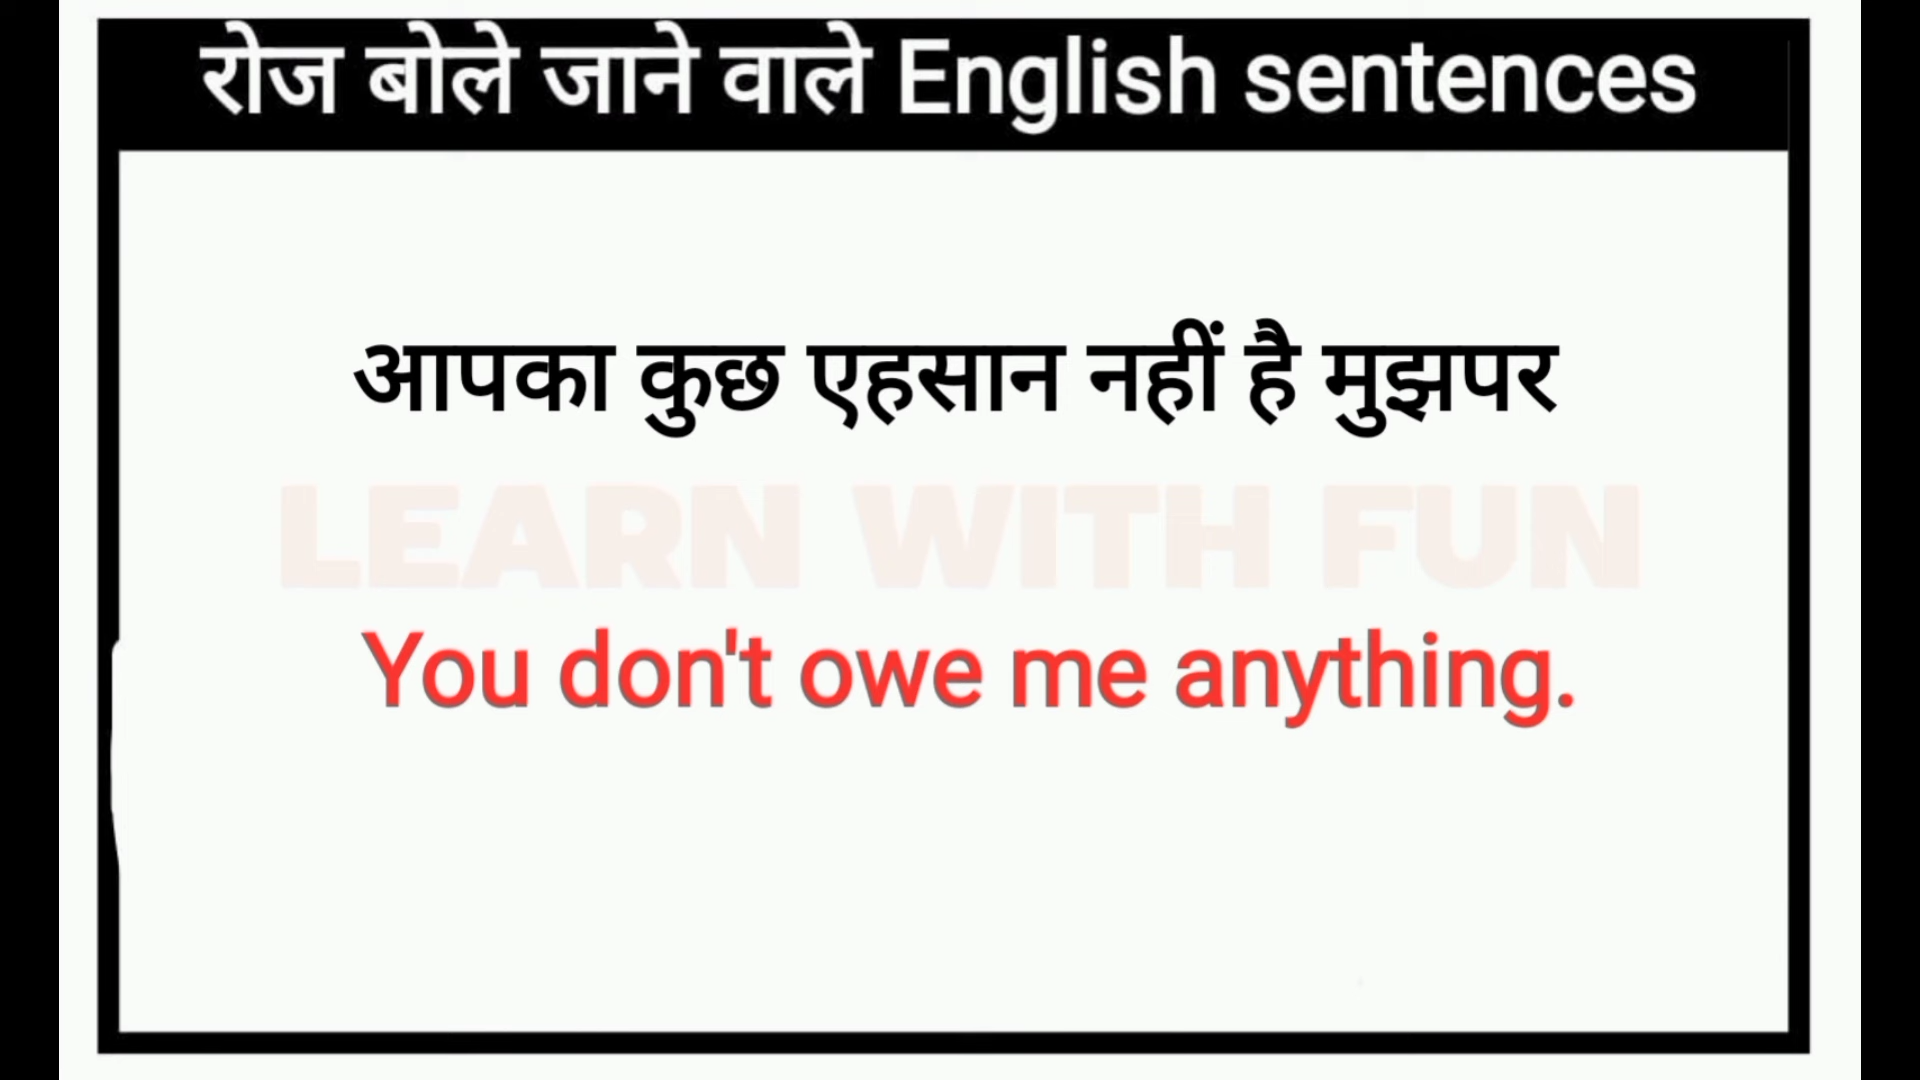 रोज बोले जाने वाले English sentences
आपका कुछ एहसान नहीं है मुझपर
LEARN WITH FUN
You don't owe me anything.